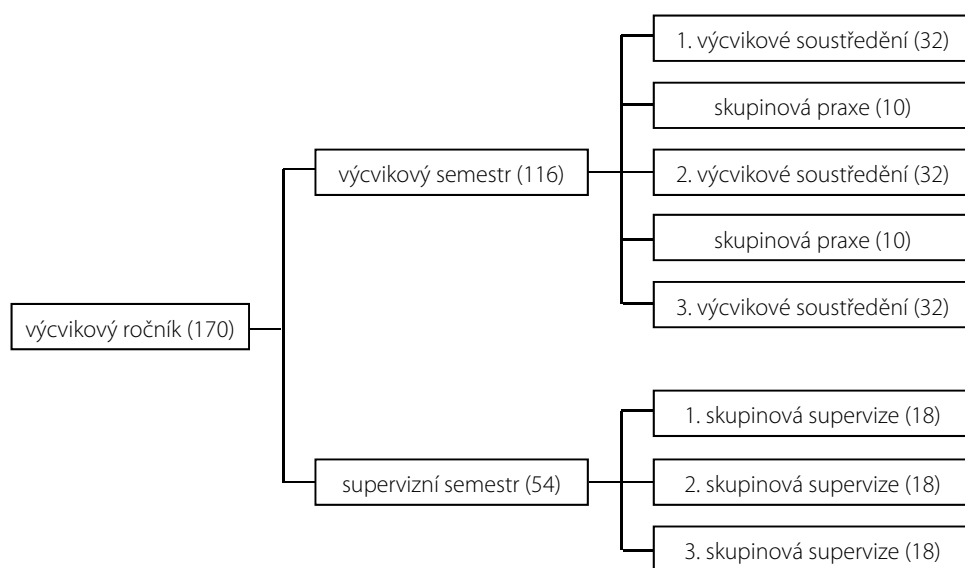 1. výcvikové soustředění (32)
skupinová praxe (10)
výcvikový semestr (116)
2. výcvikové soustředění (32)
skupinová praxe (10)
3. výcvikové soustředění (32)
výcvikový ročník (170)
1. skupinová supervize (18)
supervizní semestr (54)
2. skupinová supervize (18)
3. skupinová supervize (18)